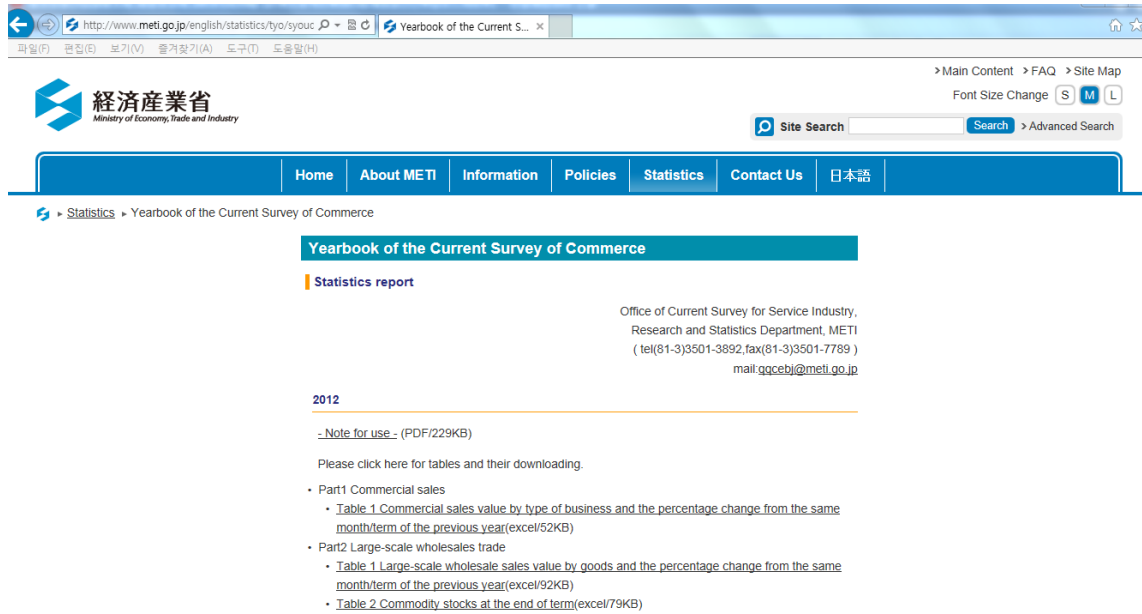 http://www.meti.go.jp/english/statistics/tyo/syouc
Yearbook of the Current S...
파일(F) 편집(E) 보기(V) 즐겨찾기(A) 도구(T) 도움말(H)
Main Content FAQ Site Map
Font Size Change S M L
経済産業省
Ministry of Economy, Trade and Industry
Site Search Search Advanced Search
Home About METI Information Policies Statistics Contact Us 日本語
Statistics ▸ Yearbook of the Current Survey of Commerce
Yearbook of the Current Survey of Commerce
Statistics report
Office of Current Survey for Service Industry,
Research and Statistics Department, METI
( tel(81-3)3501-3892,fax(81-3)3501-7789 )
mail:qqcebj@meti.go.jp
2012
- Note for use - (PDF/229KB)
Please click here for tables and their downloading.
• Part1 Commercial sales
• Table 1 Commercial sales value by type of business and the percentage change from the same
month/term of the previous year(excel/52KB)
• Part2 Large-scale wholesales trade
• Table 1 Large-scale wholesale sales value by goods and the percentage change from the same
month/term of the previous year(excel/92KB)
• Table 2 Commodity stocks at the end of term(excel/79KB)